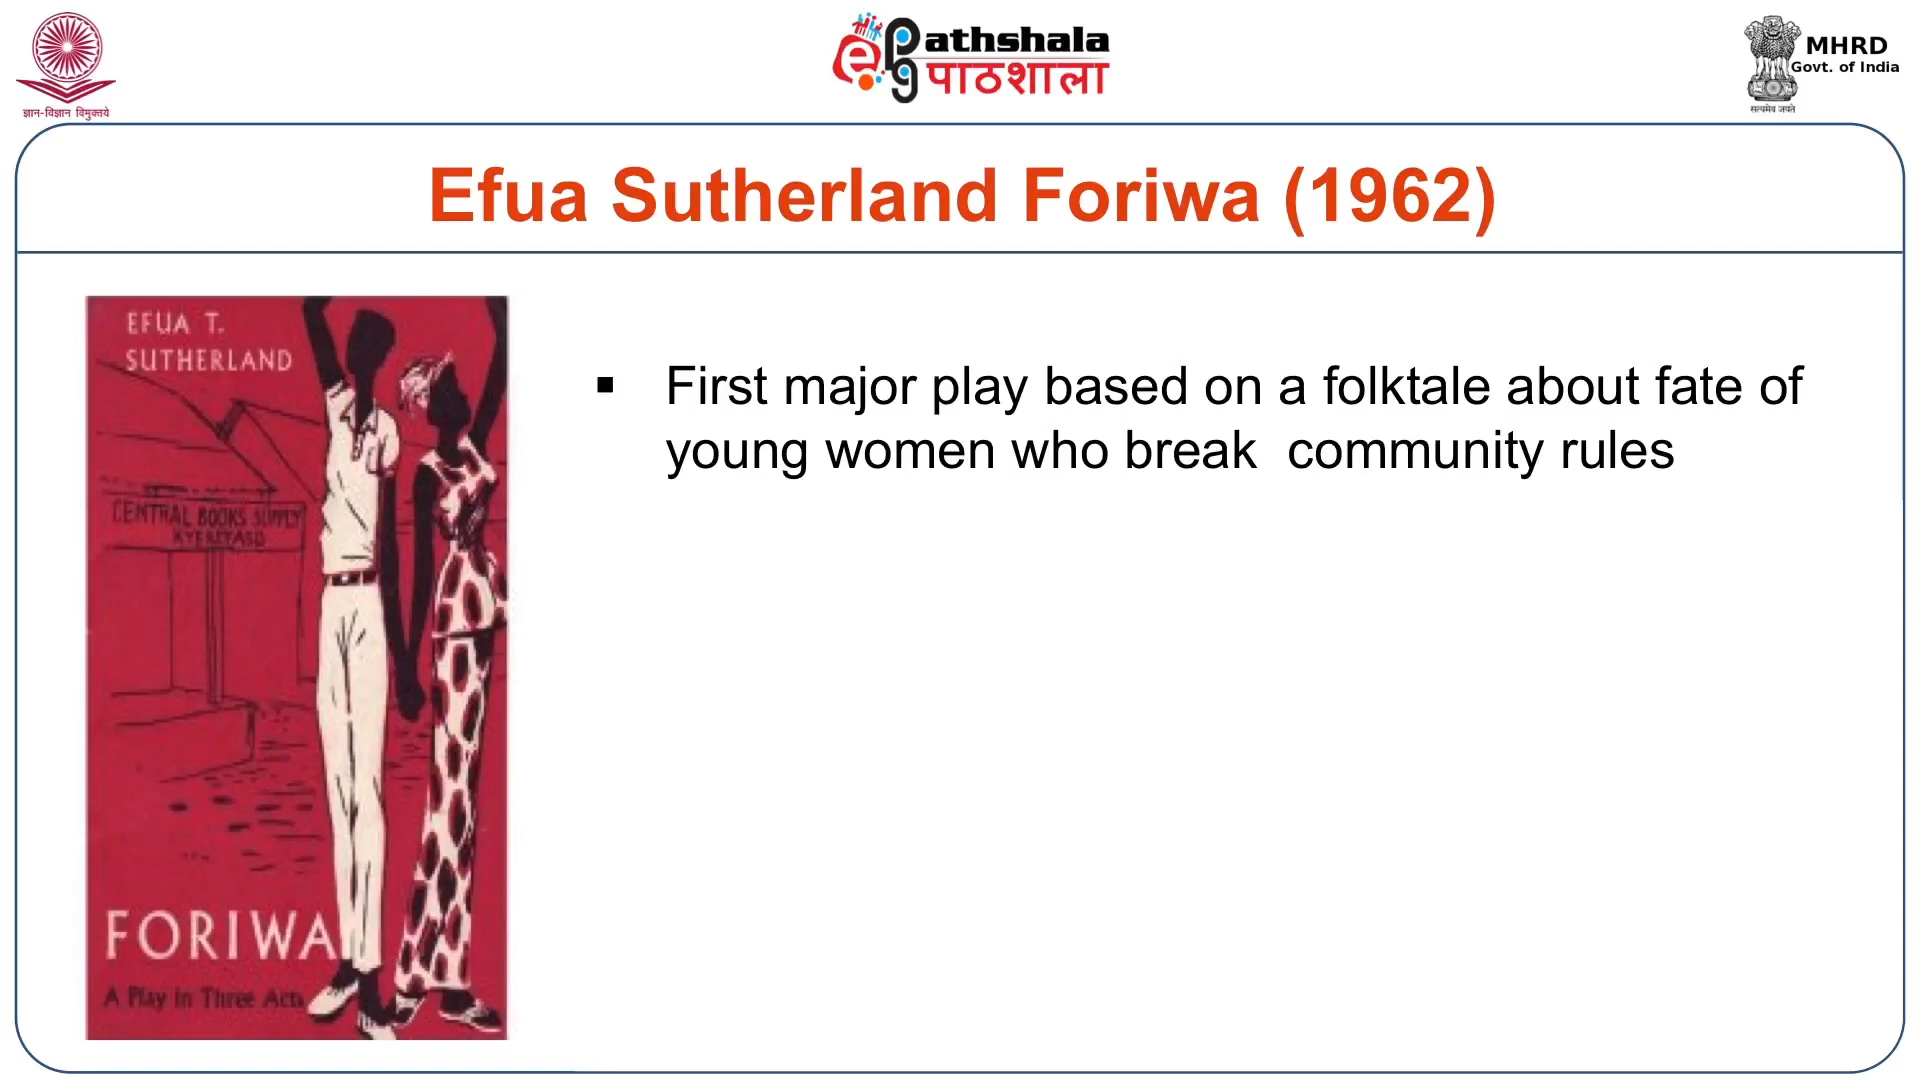 ज्ञान-विज्ञान विमुक्तये
ePathshala
पाठशाला
MHRD
Govt. of India
सत्यमेव जयते
Efua Sutherland Foriwa (1962)
EFUA T.
SUTHERLAND
▪ First major play based on a folktale about fate of
young women who break community rules
CENTRAL BOOKS SUPPLY
KYEREFASO
FORIWA
A Play in Three Acts